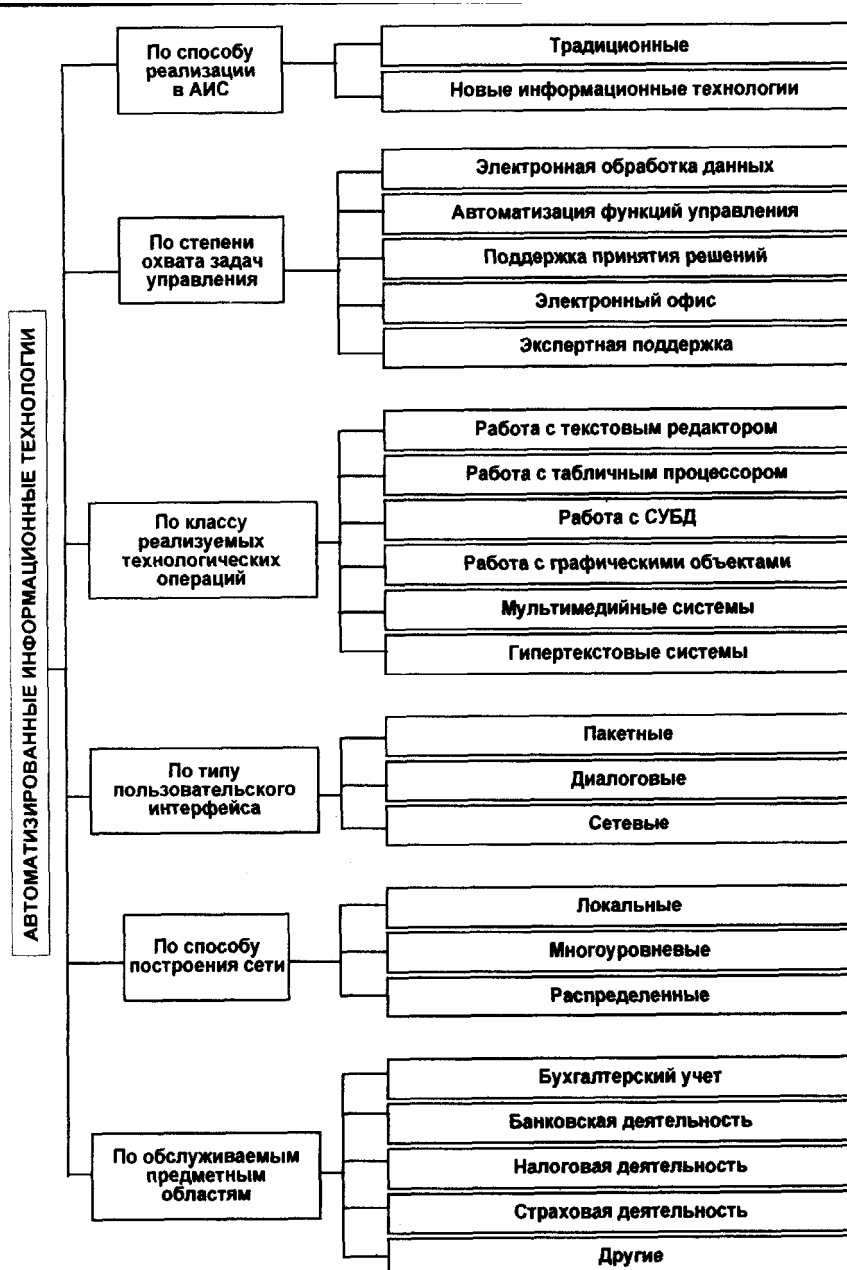 АВТОМАТИЗИРОВАННЫЕ ИНФОРМАЦИОННЫЕ ТЕХНОЛОГИИ
По способу
реализации
в АИС
Традиционные
Новые информационные технологии
По степени
охвата задач
управления
Электронная обработка данных
Автоматизация функций управления
Поддержка принятия решений
Электронный офис
Экспертная поддержка
По классу
реализуемых
технологических
операций
Работа с текстовым редактором
Работа с табличным процессором
Работа с СУБД
Работа с графическими объектами
Мультимедийные системы
Гипертекстовые системы
По типу
пользовательского
интерфейса
Пакетные
Диалоговые
Сетевые
По способу
построения сети
Локальные
Многоуровневые
Распределенные
По обслуживаемым
предметным
областям
Бухгалтерский учет
Банковская деятельность
Налоговая деятельность
Страховая деятельность
Другие